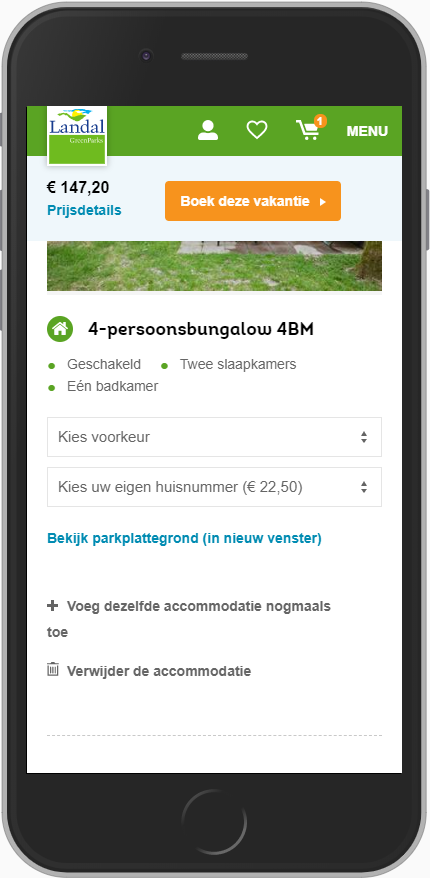 Landal
GreenParks
1
MENU
€ 147,20
Prijsdetails
Boek deze vakantie
4-persoonsbungalow 4BM
Geschakeld
Twee slaapkamers
Eén badkamer
Kies voorkeur
Kies uw eigen huisnummer (€ 22,50)
Bekijk parkplattegrond (in nieuw venster)
Voeg dezelfde accommodatie nogmaals
toe
Verwijder de accommodatie